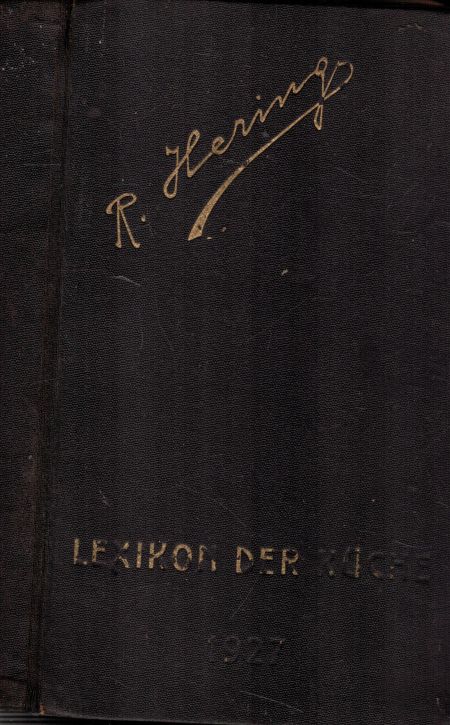 R. Herings
LEXIKON DER KÜCHE
1927